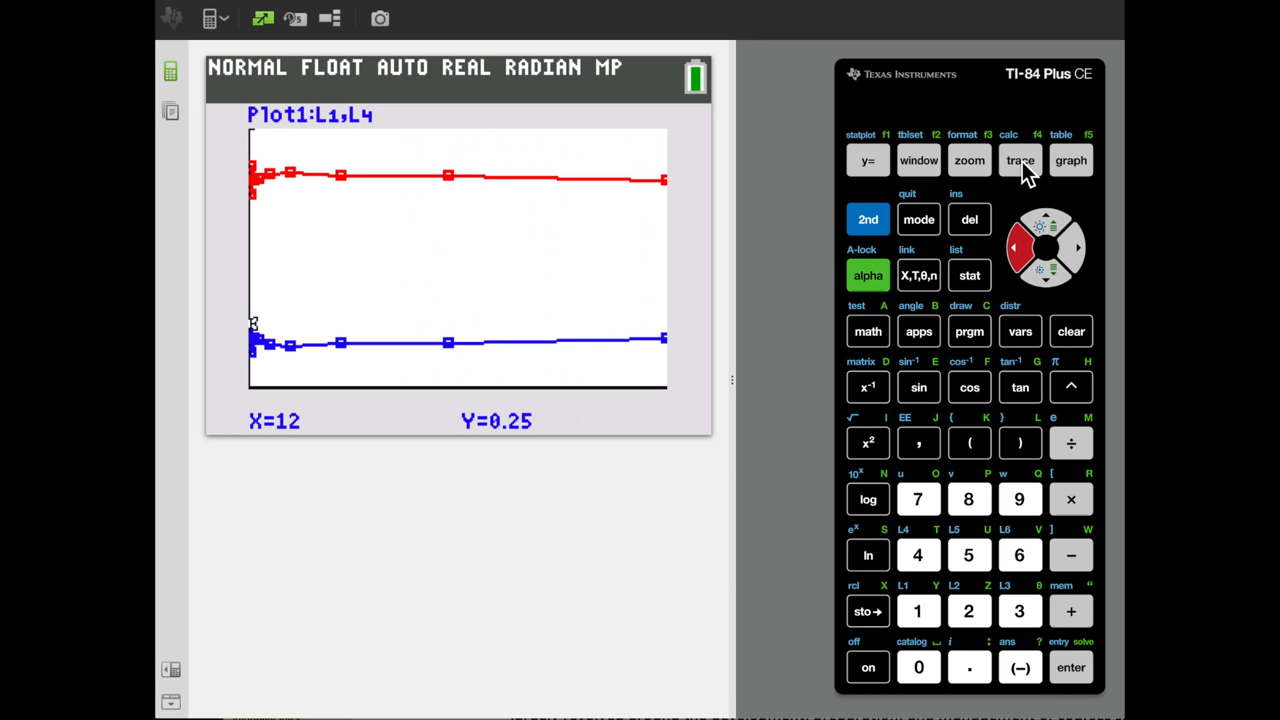 NORMAL FLOAT AUTO REAL RADIAN MP
Plot1:L1,L4
X=12 Y=0.25
TEXAS INSTRUMENTS TI-84 Plus CE
statplot f1 tblset f2 format f3 calc f4 table f5
y= window zoom trace graph
quit ins
2nd mode del
A-lock link list
alpha X,T,θ,n stat
test A angle B draw C distr
math apps prgm vars clear
matrix D sin⁻¹ E cos⁻¹ F tan⁻¹ G π H
x⁻¹ sin cos tan ^
√ I EE J { K } L e M
x² , ( ) ÷
10ˣ N u O v P w Q [ R
log 7 8 9 ×
eˣ S L4 T L5 U L6 V ] W
ln 4 5 6 −
rcl X L1 Y L2 Z L3 θ mem “
sto→ 1 2 3 +
off catalog ⎵ i : ans ? entry solve
on 0 . (−) enter